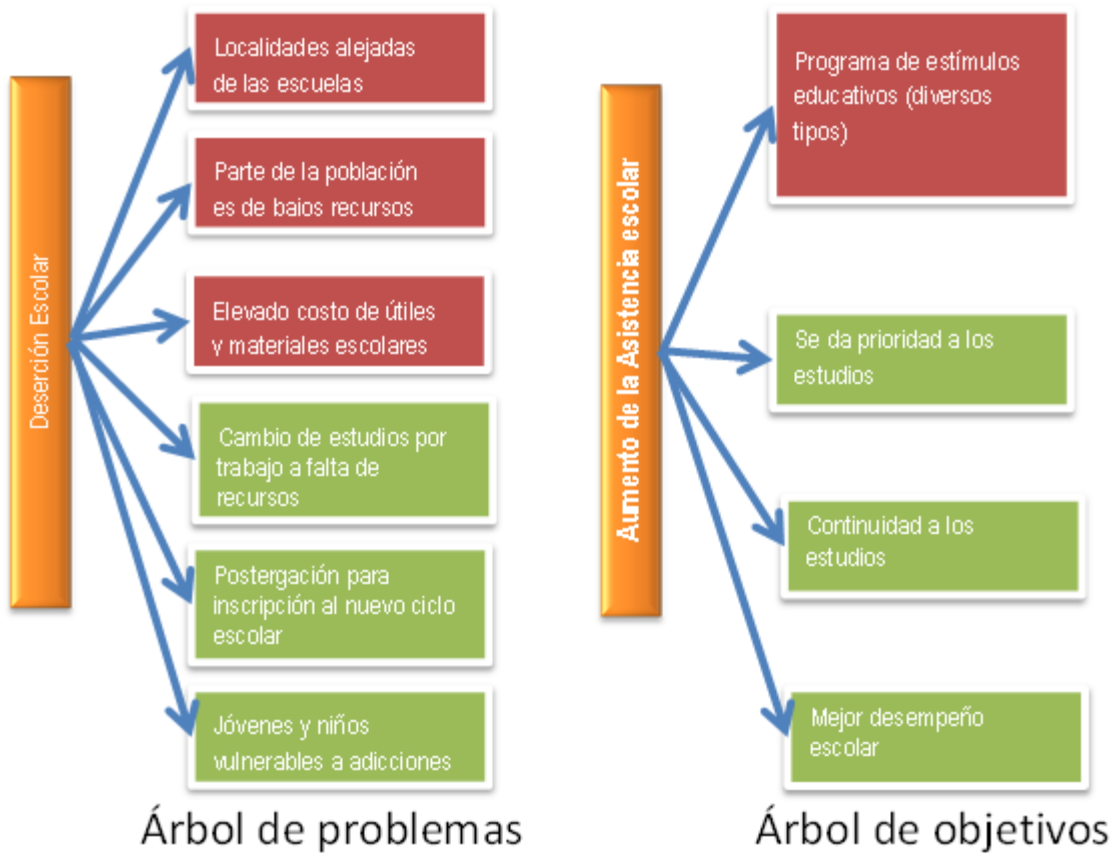 Deserción Escolar
Localidades alejadas
de las escuelas
Parte de la población
es de bajos recursos
Elevado costo de útiles
y materiales escolares
Cambio de estudios por
trabajo a falta de
recursos
Postergación para
inscripción al nuevo ciclo
escolar
Jóvenes y niños
vulnerables a adicciones
Árbol de problemas
Aumento de la Asistencia escolar
Programa de estímulos
educativos (diversos
tipos)
Se da prioridad a los
estudios
Continuidad a los
estudios
Mejor desempeño
escolar
Árbol de objetivos